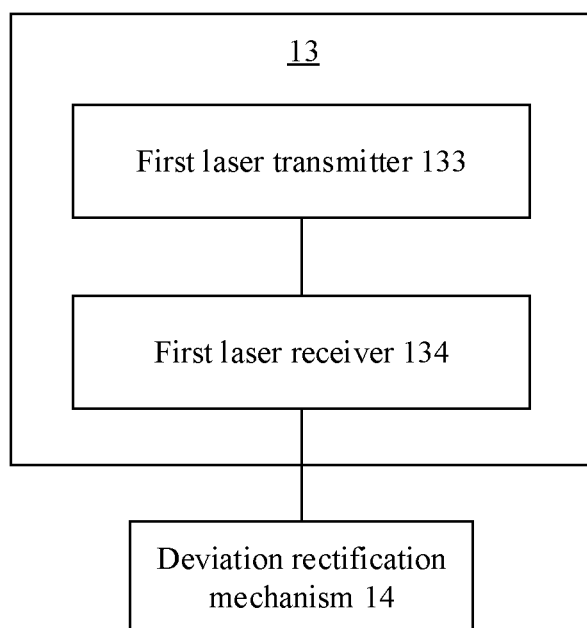 13
First laser transmitter 133
First laser receiver 134
Deviation rectification
mechanism 14